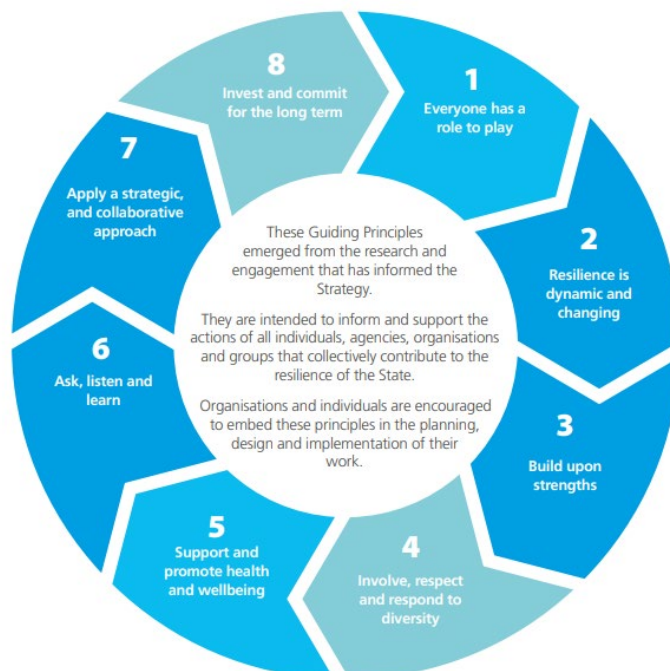 1
Everyone has a
role to play
2
Resilience is
dynamic and
changing
3
Build upon
strengths
4
Involve, respect
and respond to
diversity
5
Support and
promote health
and wellbeing
6
Ask, listen and
learn
7
Apply a strategic,
and collaborative
approach
8
Invest and commit
for the long term
These Guiding Principles
emerged from the research and
engagement that has informed the
Strategy.
They are intended to inform and support the
actions of all individuals, agencies, organisations
and groups that collectively contribute to the
resilience of the State.
Organisations and individuals are encouraged
to embed these principles in the planning,
design and implementation of their
work.